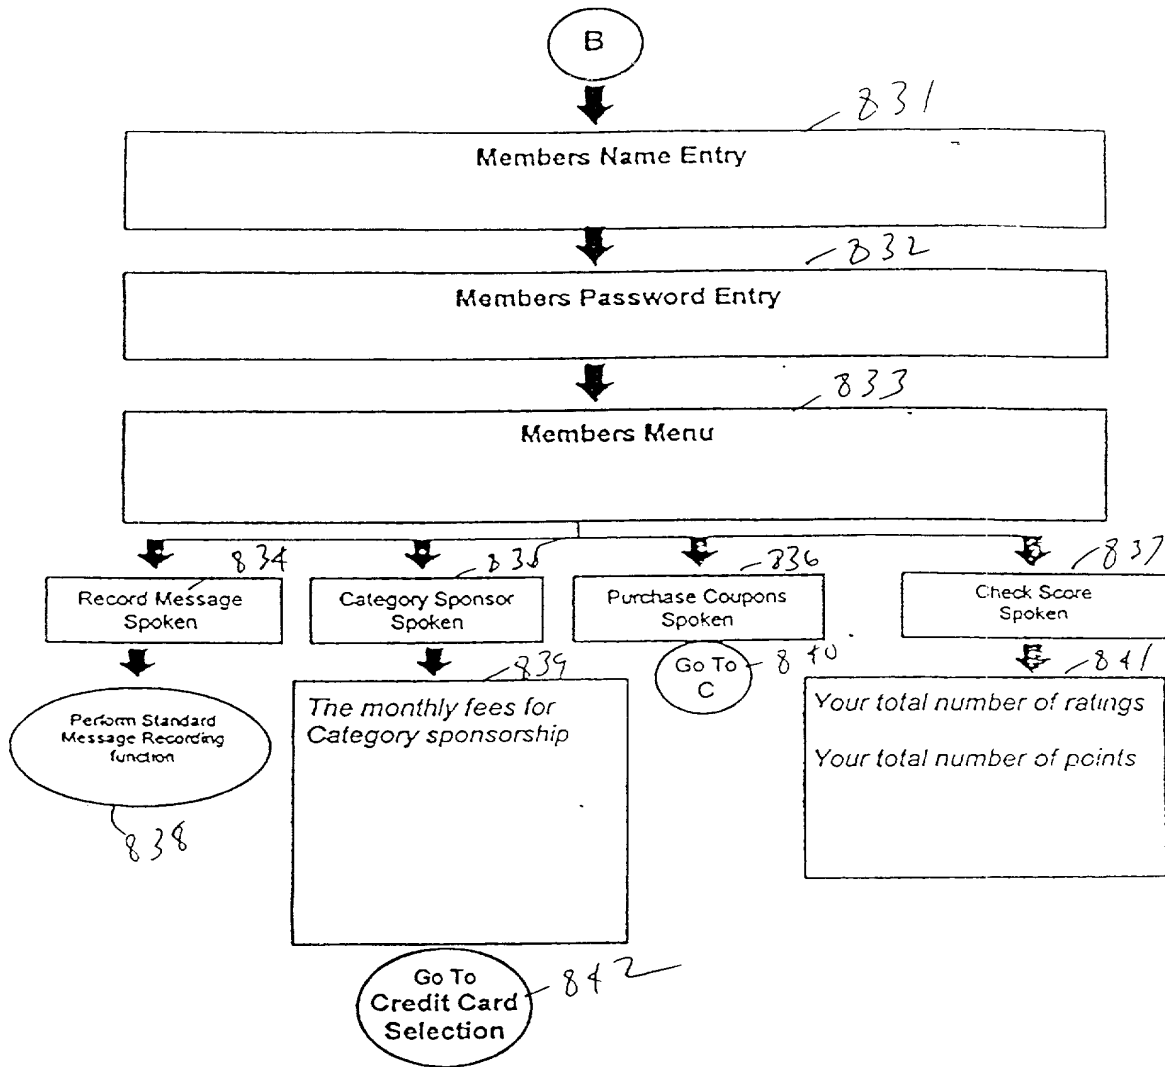 B
831
Members Name Entry
832
Members Password Entry
833
Members Menu
834
835
836
837
Record Message
Spoken
Category Sponsor
Spoken
Purchase Coupons
Spoken
Check Score
Spoken
Perform Standard
Message Recording
function
838
839
The monthly fees for
Category sponsorship
Go To
C
840
841
Your total number of ratings
Your total number of points
Go To
Credit Card
Selection
842